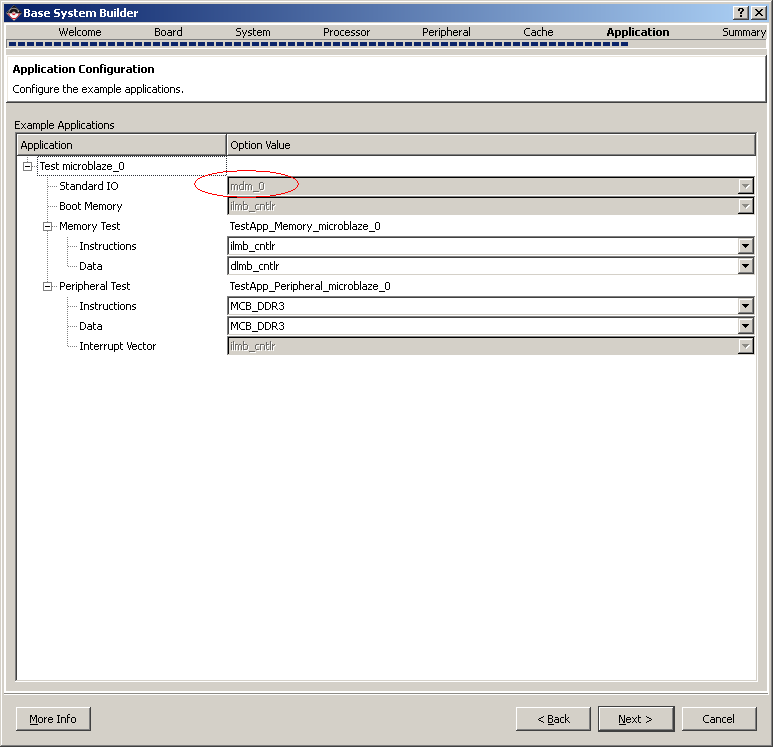 Base System Builder
Welcome Board System Processor Peripheral Cache Application Summary
Application Configuration
Configure the example applications.
Example Applications
Application Option Value
Test microblaze_0
Standard IO mdm_0
Boot Memory ilmb_cntlr
Memory Test TestApp_Memory_microblaze_0
Instructions ilmb_cntlr
Data dlmb_cntlr
Peripheral Test TestApp_Peripheral_microblaze_0
Instructions MCB_DDR3
Data MCB_DDR3
Interrupt Vector ilmb_cntlr
More Info < Back Next > Cancel